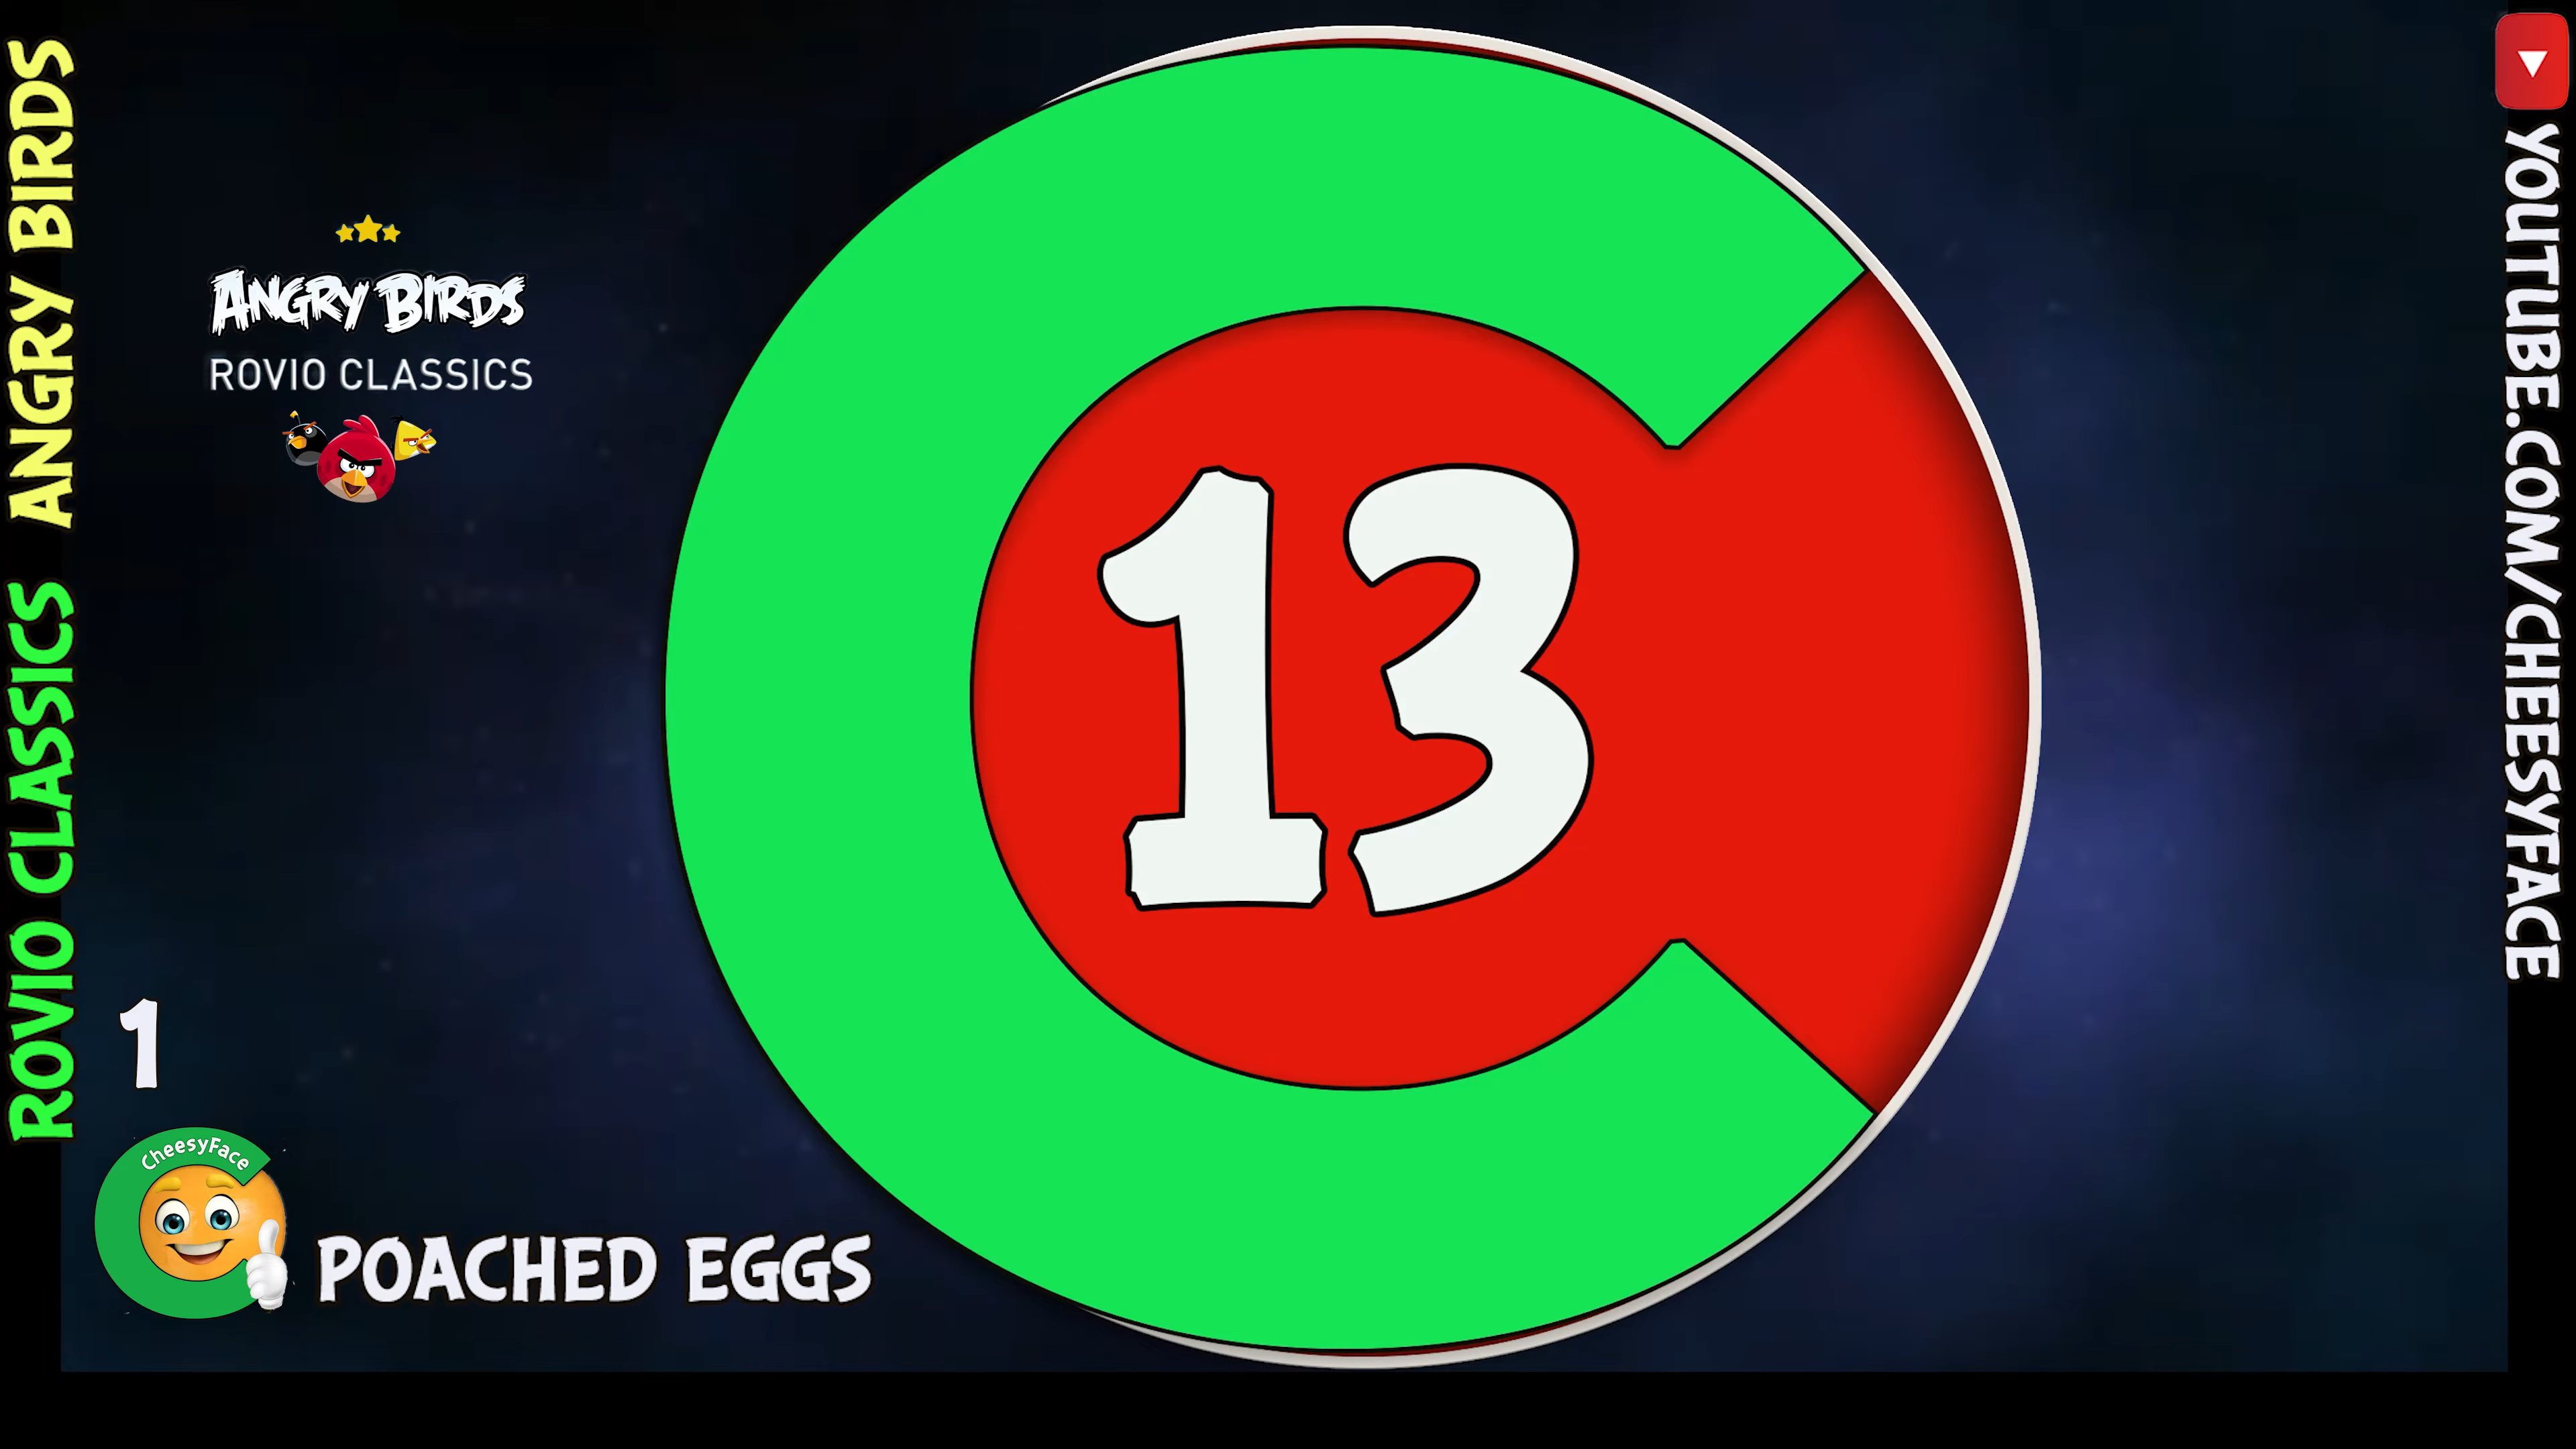 ROVIO CLASSICS ANGRY BIRDS
ANGRY BIRDS
ROVIO CLASSICS
13
1
CheesyFace
POACHED EGGS
YOUTUBE.COM/CHEESYFACE